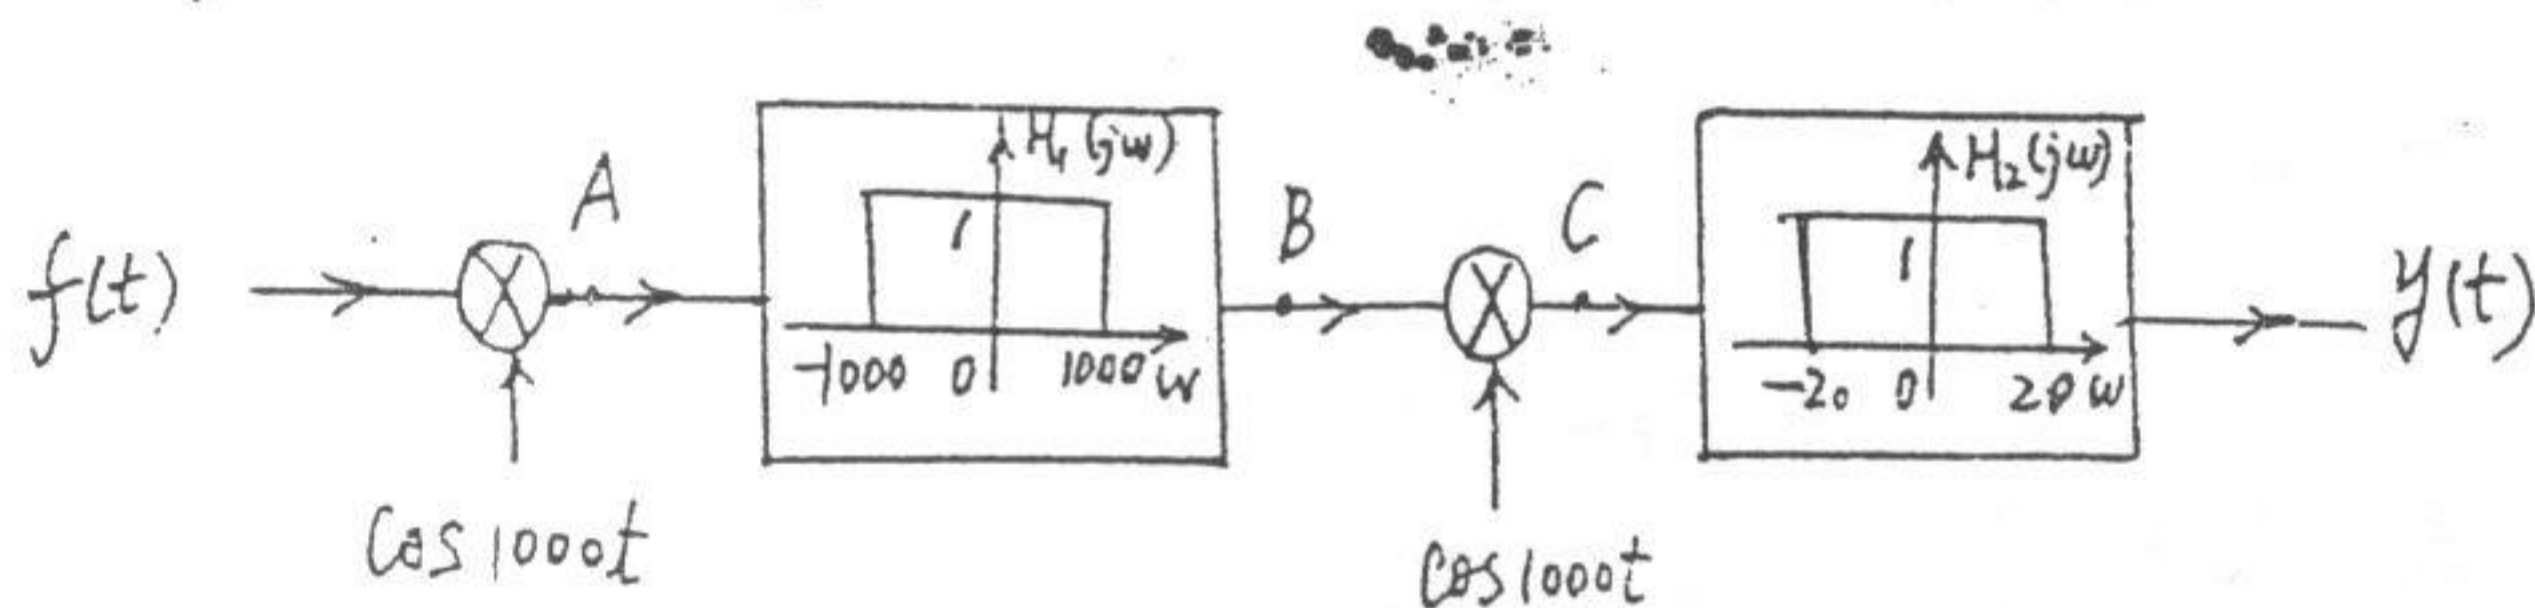 f(t)
A
H₁(jw)
1
-1000 0 1000 w
B
C
H₂(jw)
1
-20 0 20 w
y(t)
Cos 1000t
Cos 1000t